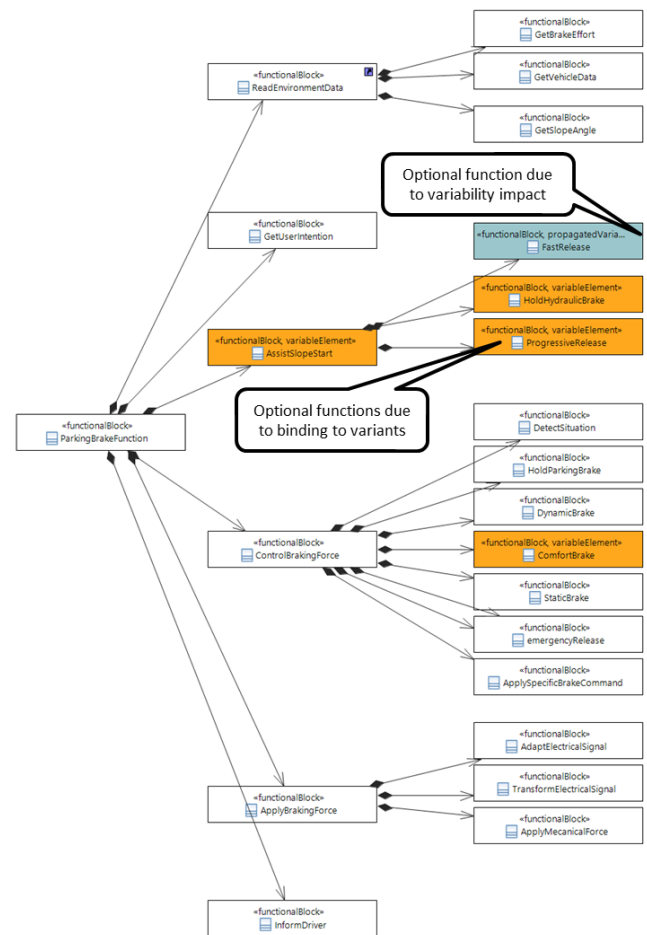 «functionalBlock»
GetBrakeEffort
«functionalBlock»
ReadEnvironmentData
«functionalBlock»
GetVehicleData
«functionalBlock»
GetSlopeAngle
Optional function due
to variability impact
«functionalBlock»
GetUserIntention
«functionalBlock, propagatedVaria...
FastRelease
«functionalBlock, variableElement»
HoldHydraulicBrake
«functionalBlock, variableElement»
AssistSlopeStart
«functionalBlock, variableElement»
ProgressiveRelease
Optional functions due
to binding to variants
«functionalBlock»
ParkingBrakeFunction
«functionalBlock»
DetectSituation
«functionalBlock»
HoldParkingBrake
«functionalBlock»
DynamicBrake
«functionalBlock»
ControlBrakingForce
«functionalBlock, variableElement»
ComfortBrake
«functionalBlock»
StaticBrake
«functionalBlock»
emergencyRelease
«functionalBlock»
ApplySpecificBrakeCommand
«functionalBlock»
AdaptElectricalSignal
«functionalBlock»
ApplyBrakingForce
«functionalBlock»
TransformElectricalSignal
«functionalBlock»
ApplyMecanicalForce
«functionalBlock»
InformDriver